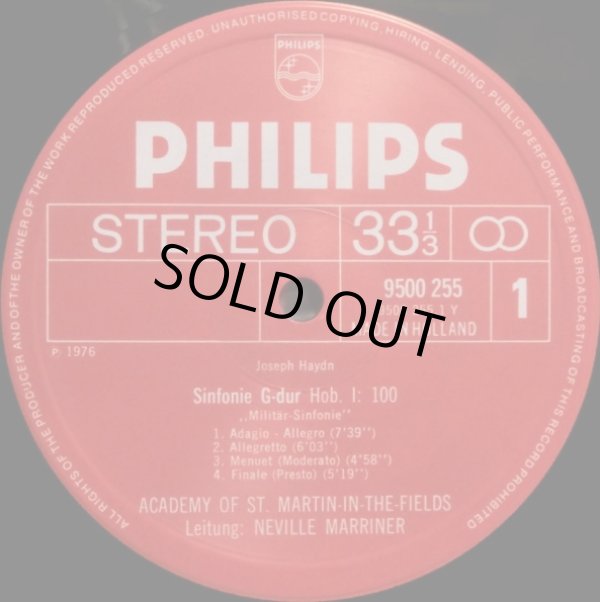 ALL RIGHTS OF THE PRODUCER AND OF THE OWNER OF THE WORK REPRODUCED RESERVED. UNAUTHORISED COPYING, HIRING, LENDING, PUBLIC PERFORMANCE AND BROADCASTING OF THIS RECORD PROHIBITED
PHILIPS
PHILIPS
STEREO 33 1/3
9500 255 1
HOLLAND
SOLD OUT
℗ 1976
Joseph Haydn
Sinfonie G-dur Hob. I: 100
,,Militär-Sinfonie''
1. Adagio - Allegro (7'39'')
2. Allegretto (6'03'')
3. Menuet (Moderato) (4'58'')
4. Finale (Presto) (5'19'')
ACADEMY OF ST. MARTIN-IN-THE-FIELDS
Leitung: NEVILLE MARRINER